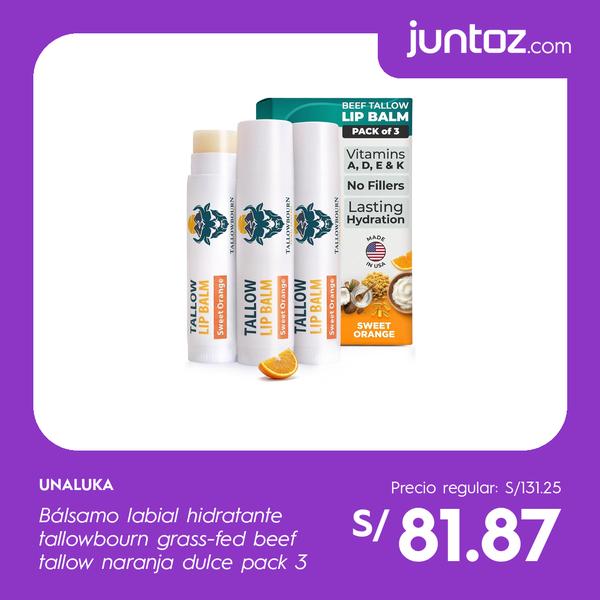 juntoz.com
BEEF TALLOW
LIP BALM
PACK of 3
Vitamins
A, D, E & K
No Fillers
Lasting
Hydration
MADE
IN USA
SWEET
ORANGE
TALLOWBOURN
TALLOW
LIP BALM
Sweet Orange
TALLOWBOURN
TALLOW
LIP BALM
Sweet Orange
TALLOWBOURN
TALLOW
LIP BALM
Sweet Orange
UNALUKA
Bálsamo labial hidratante
tallowbourn grass-fed beef
tallow naranja dulce pack 3
Precio regular: S/131.25
S/ 81.87